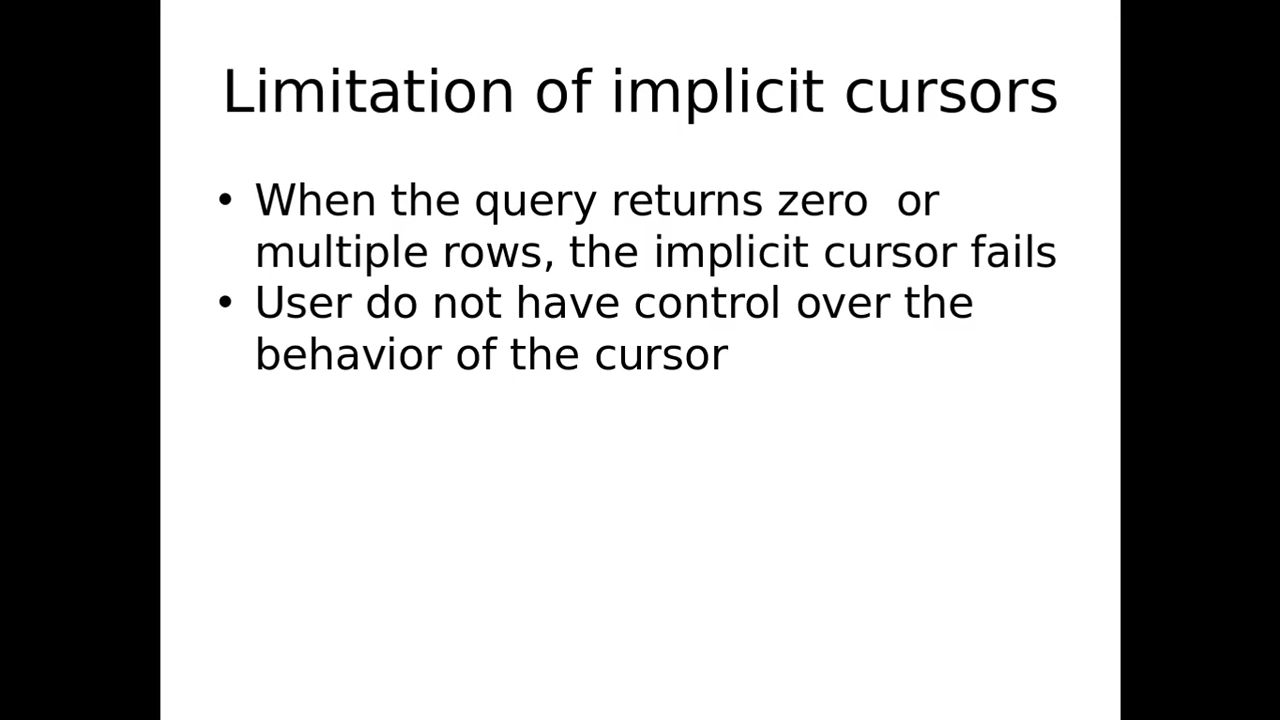 Limitation of implicit cursors
• When the query returns zero  or
multiple rows, the implicit cursor fails
• User do not have control over the
behavior of the cursor